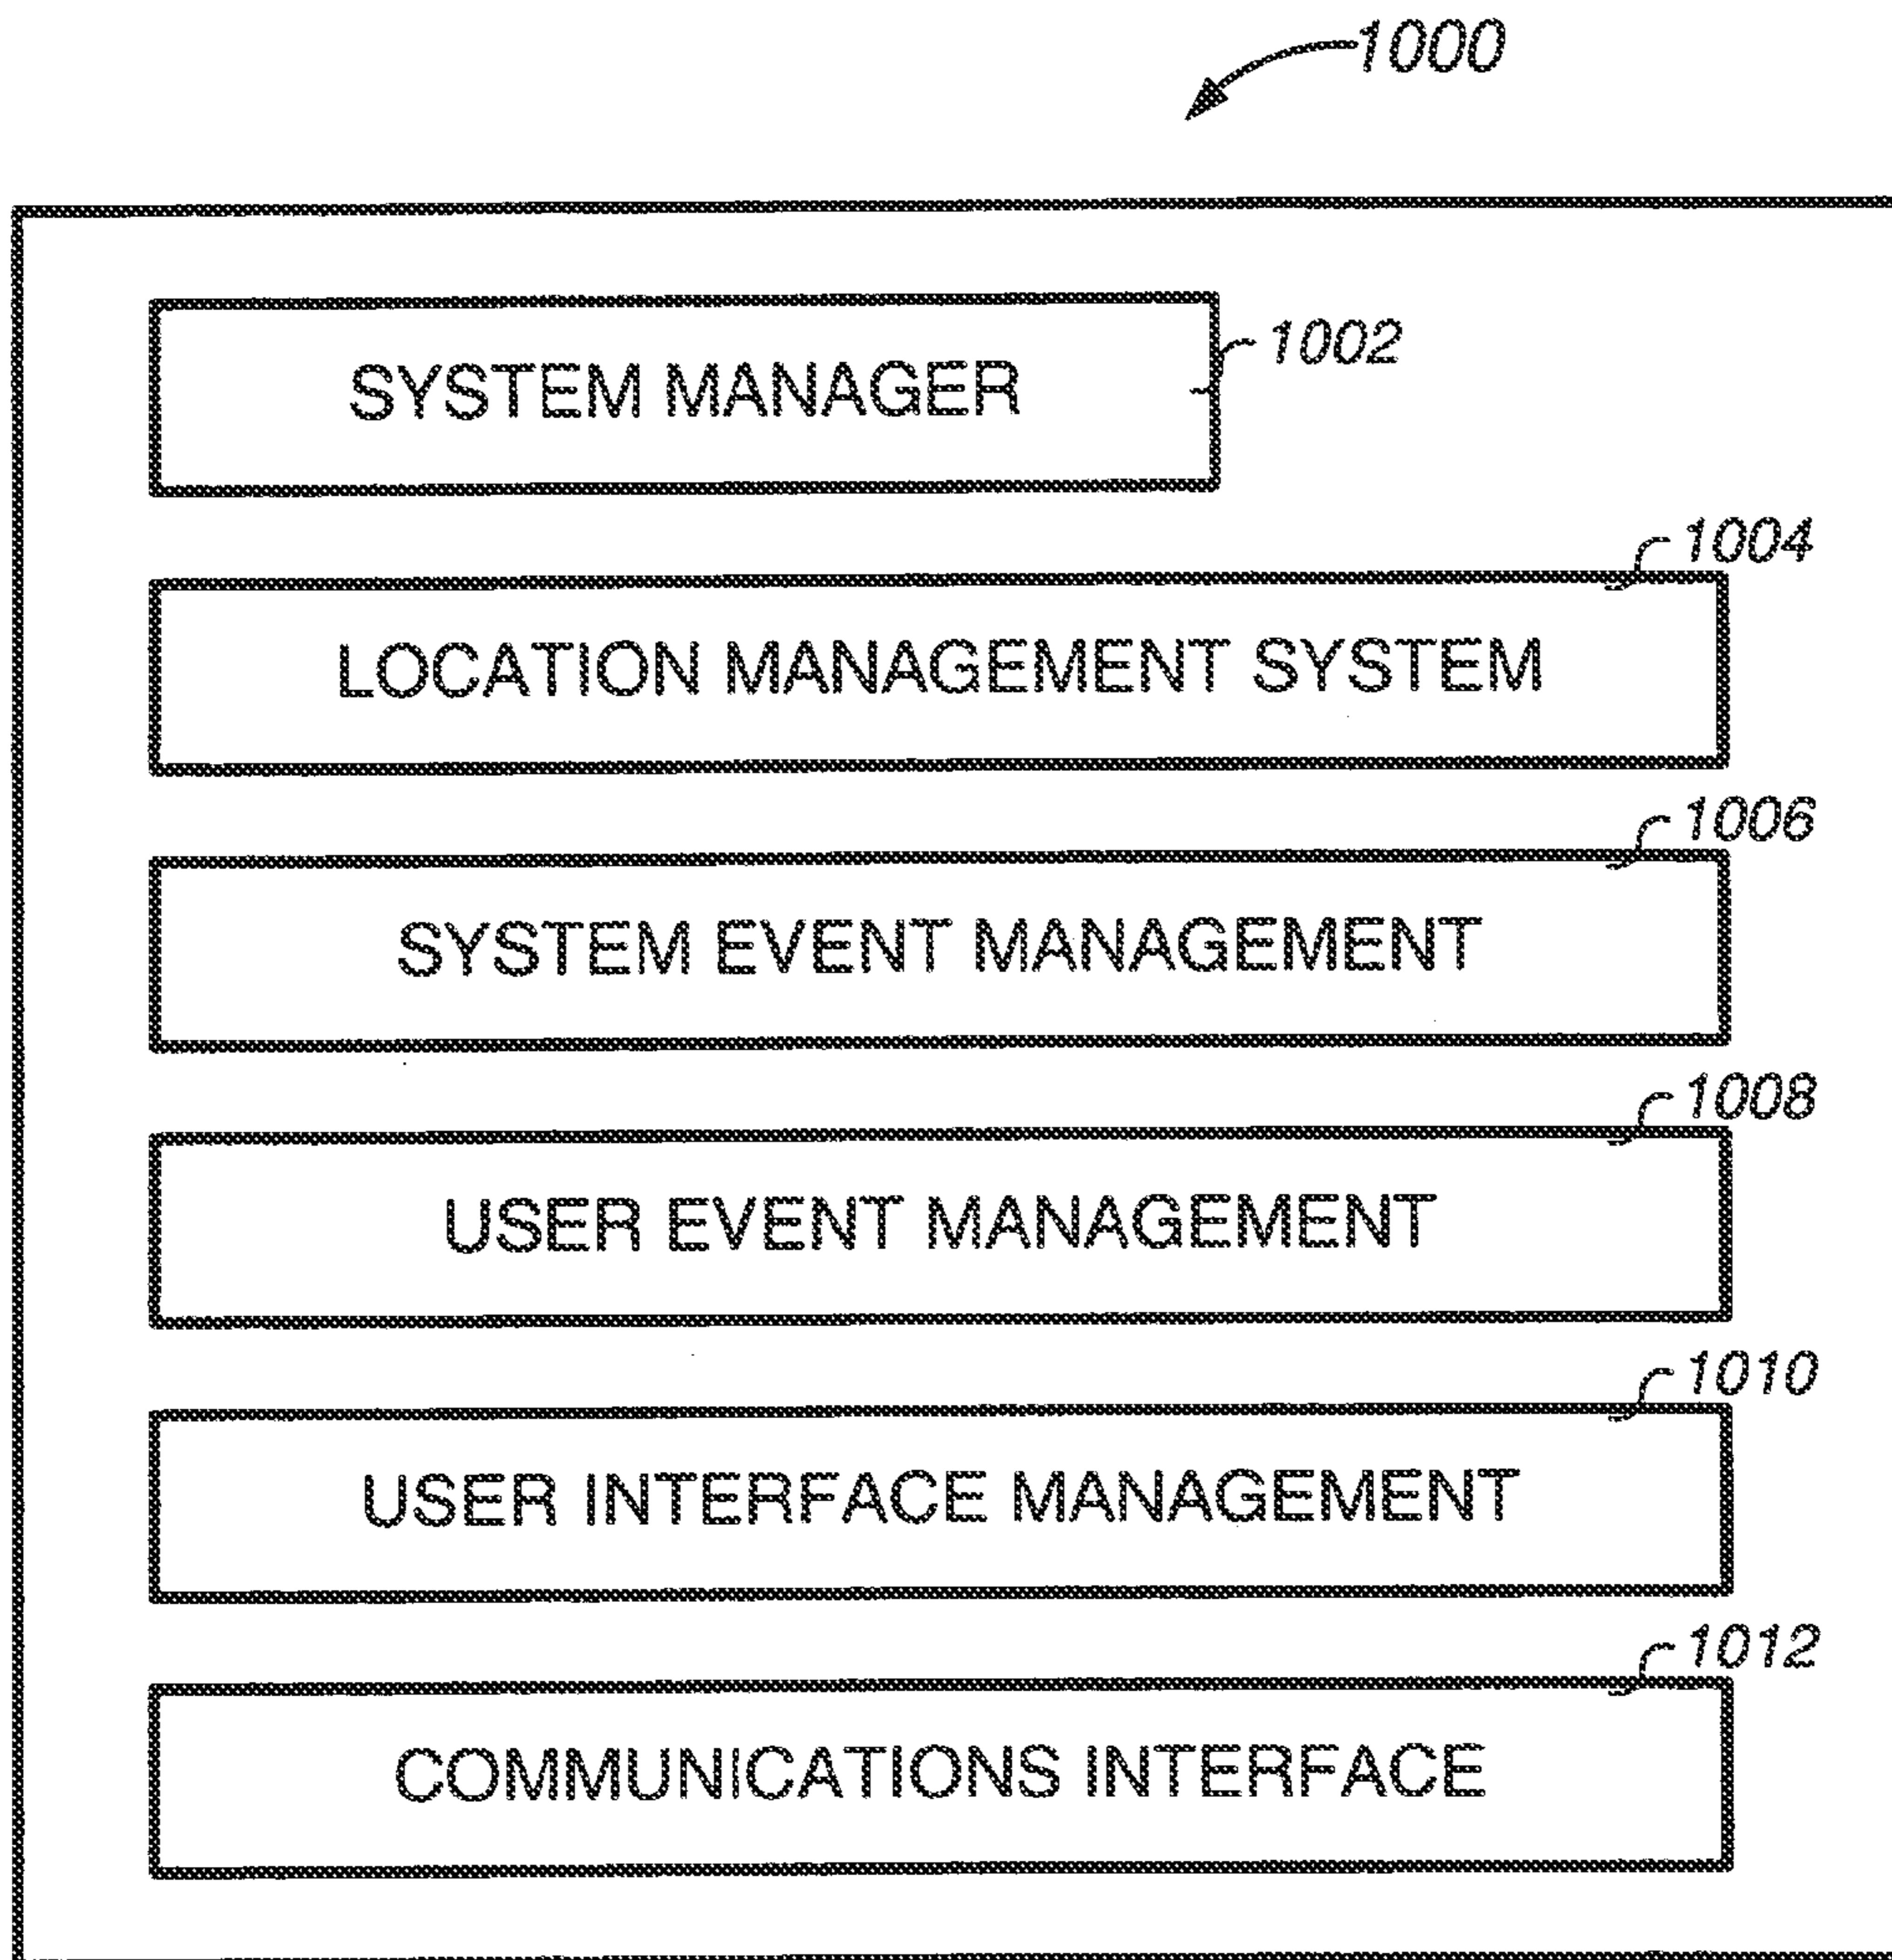 1000
SYSTEM MANAGER
1002
1004
LOCATION MANAGEMENT SYSTEM
1006
SYSTEM EVENT MANAGEMENT
1008
USER EVENT MANAGEMENT
1010
USER INTERFACE MANAGEMENT
1012
COMMUNICATIONS INTERFACE